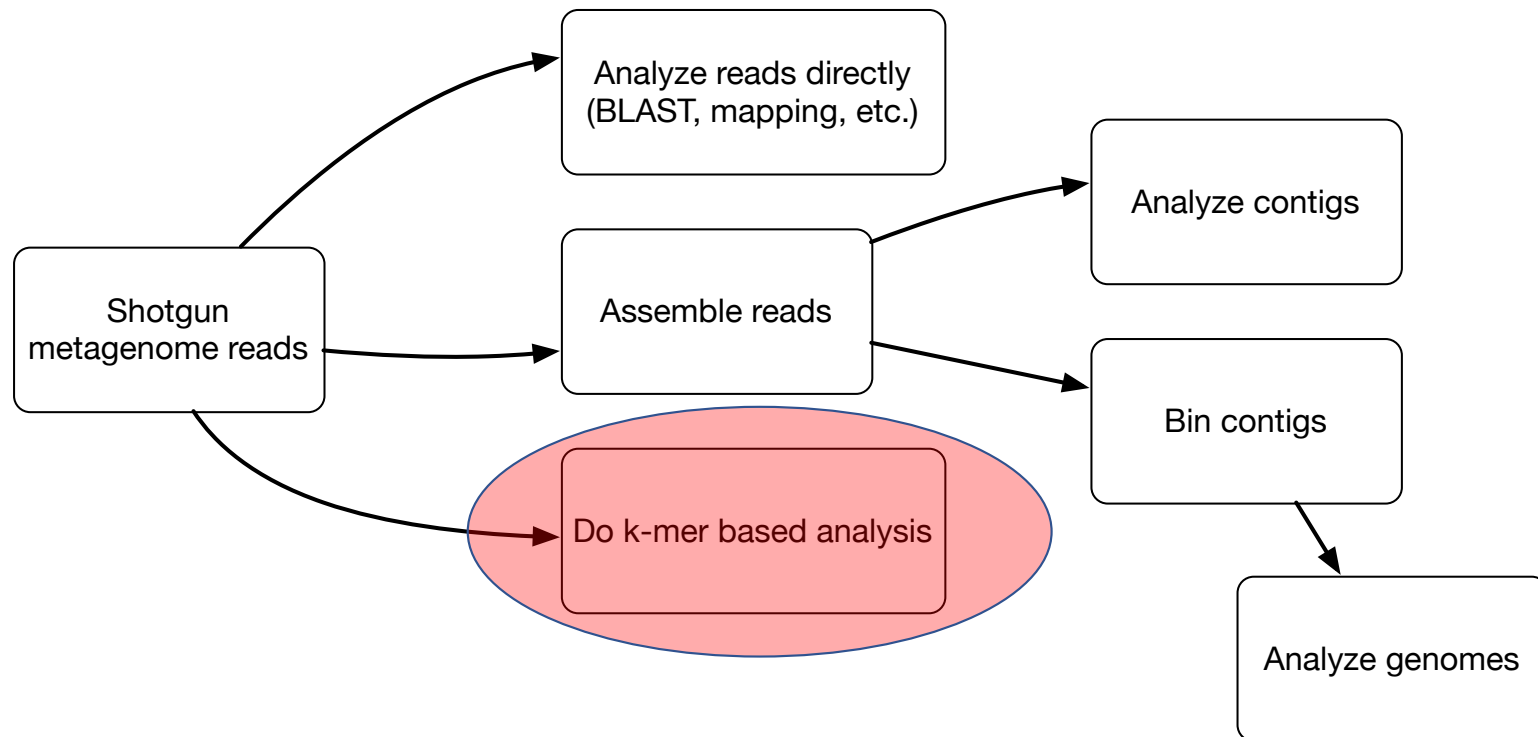 Analyze reads directly
(BLAST, mapping, etc.)
Analyze contigs
Shotgun
metagenome reads
Assemble reads
Bin contigs
Do k-mer based analysis
Analyze genomes